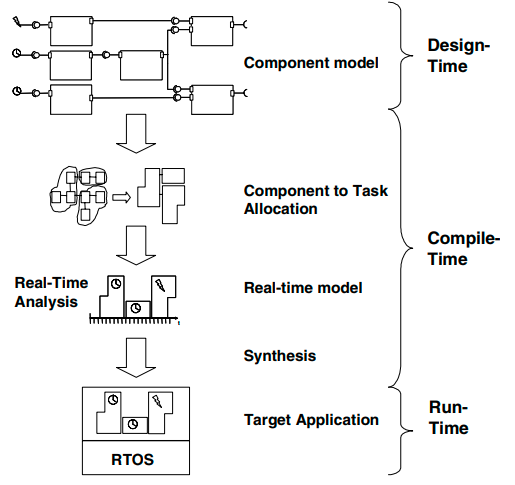 Component model
Design-
Time
Component to Task
Allocation
Compile-
Time
Real-Time
Analysis
Real-time model
Synthesis
Target Application
Run-
Time
RTOS